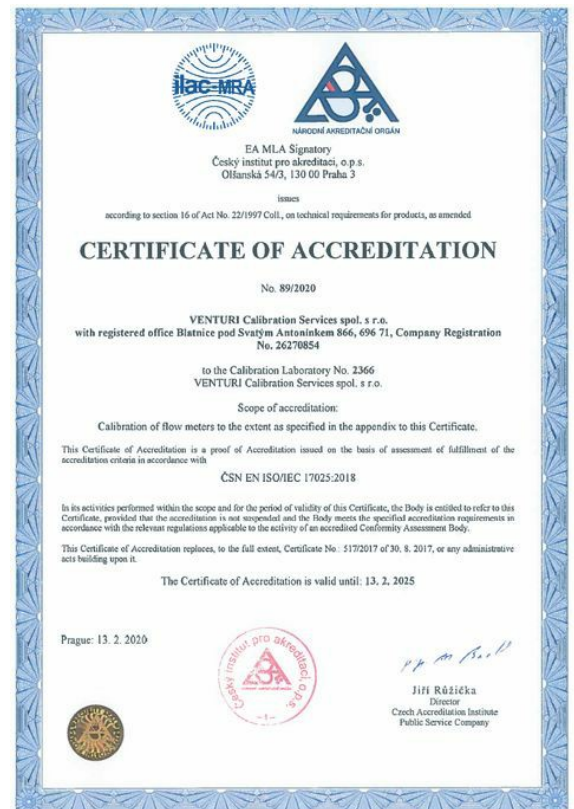 ilac-MRA
NÁRODNÍ AKREDITAČNÍ ORGÁN
EA MLA Signatory
Český institut pro akreditaci, o.p.s.
Olšanská 54/3, 130 00 Praha 3
issues
according to section 16 of Act No. 22/1997 Coll., on technical requirements for products, as amended
CERTIFICATE OF ACCREDITATION
No. 89/2020
VENTURI Calibration Services spol. s r.o.
with registered office Blatnice pod Svatým Antonínkem 866, 696 71, Company Registration
No. 26270854
to the Calibration Laboratory No. 2366
VENTURI Calibration Services spol. s r.o.
Scope of accreditation:
Calibration of flow meters to the extent as specified in the appendix to this Certificate.
This Certificate of Accreditation is a proof of Accreditation issued on the basis of assessment of fulfillment of the
accreditation criteria in accordance with
ČSN EN ISO/IEC 17025:2018
In its activities performed within the scope and for the period of validity of this Certificate, the Body is entitled to refer to this
Certificate, provided that the accreditation is not suspended and the Body meets the specified accreditation requirements in
accordance with the relevant regulations applicable to the activity of an accredited Conformity Assessment Body.
This Certificate of Accreditation replaces, to the full extent, Certificate No.: 517/2017 of 30. 8. 2017, or any administrative
acts building upon it.
The Certificate of Accreditation is valid until: 13. 2. 2025
Prague: 13. 2. 2020
Český institut pro akreditaci, o.p.s.
-1-
Jiří Růžička
Director
Czech Accreditation Institute
Public Service Company